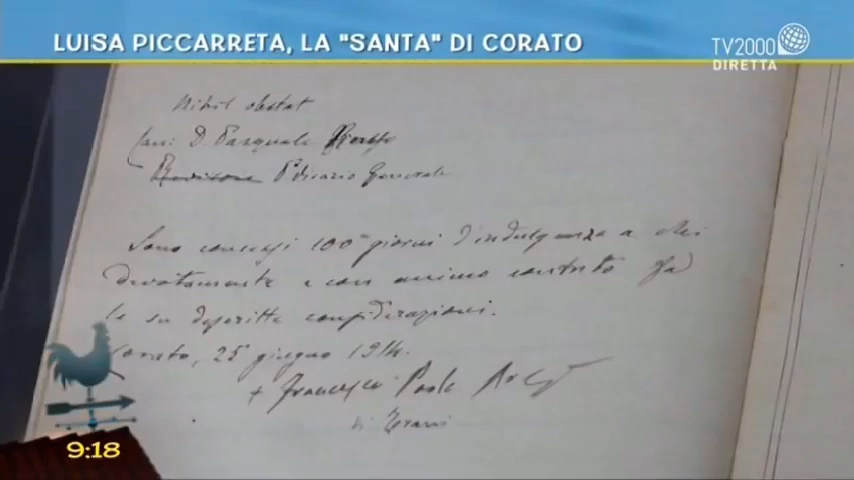 LUISA PICCARRETA, LA "SANTA" DI CORATO
TV2000
DIRETTA
Nihil obstat
Can. D. Pasquale
Vicario Generale
Sono concessi 100 giorni d'indulgenza a chi
divotamente e con animo contrito fà
le su descritte considerazioni.
Corato, 25 giugno 1914.
+ Francesco Paolo Arciv
di Trani
9:18